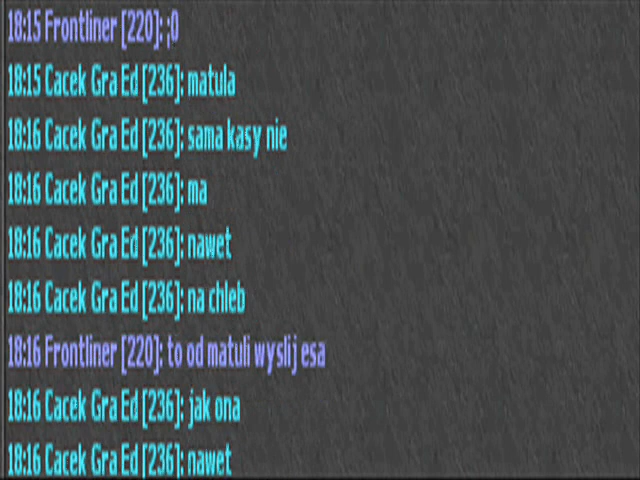 18:15 Frontliner [220]: ;0
18:15 Cacek Gra Ed [236]: matula
18:16 Cacek Gra Ed [236]: sama kasy nie
18:16 Cacek Gra Ed [236]: ma
18:16 Cacek Gra Ed [236]: nawet
18:16 Cacek Gra Ed [236]: na chleb
18:16 Frontliner [220]: to od matuli wyslij esa
18:16 Cacek Gra Ed [236]: jak ona
18:16 Cacek Gra Ed [236]: nawet